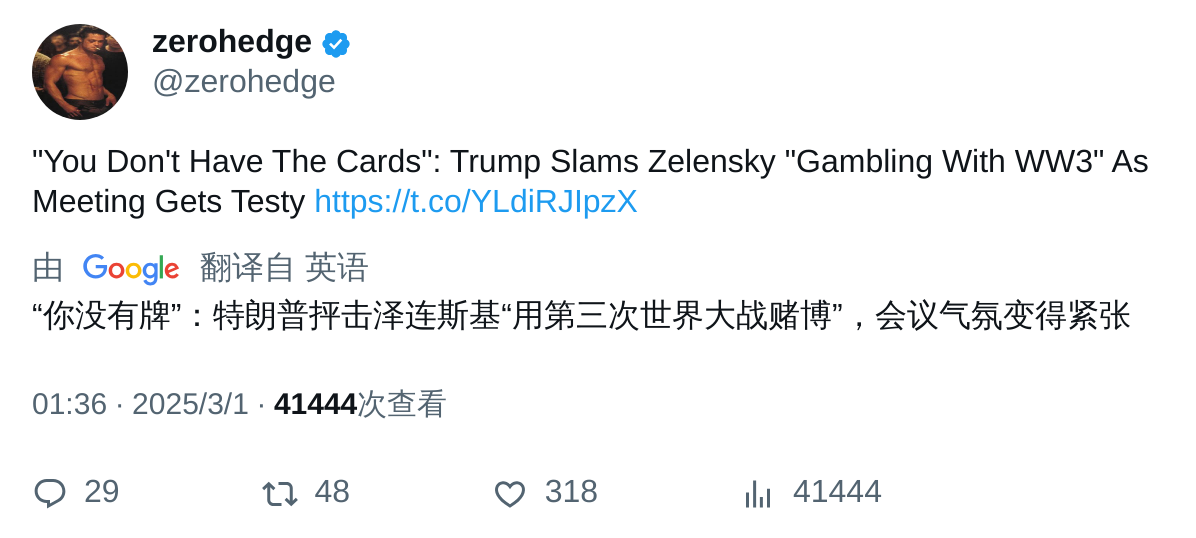 zerohedge
@zerohedge
"You Don't Have The Cards": Trump Slams Zelensky "Gambling With WW3" As
Meeting Gets Testy https://t.co/YLdiRJIpzX
由 Google 翻译自 英语
“你没有牌”：特朗普抨击泽连斯基“用第三次世界大战赌博”，会议气氛变得紧张
01:36 · 2025/3/1 · 41444次查看
29 48 318 41444